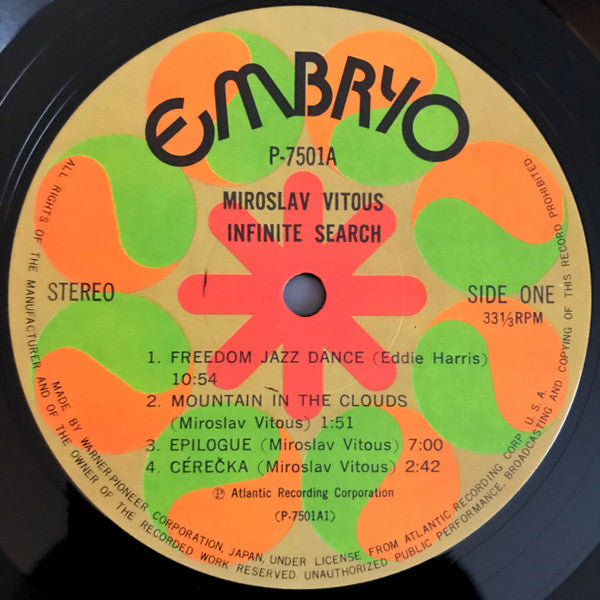 EMBRYO
P-7501A
MIROSLAV VITOUS
INFINITE SEARCH
STEREO
SIDE ONE
33⅓RPM
1. FREEDOM JAZZ DANCE (Eddie Harris)
10:54
2. MOUNTAIN IN THE CLOUDS
(Miroslav Vitous) 1:51
3. EPILOGUE (Miroslav Vitous) 7:00
4. CÉREČKA (Miroslav Vitous) 2:42
Ⓟ Atlantic Recording Corporation
(P-7501A1)
MADE BY WARNER-PIONEER CORPORATION, JAPAN, UNDER LICENSE FROM ATLANTIC RECORDING CORP. U. S. A.
ALL RIGHTS OF THE MANUFACTURER AND OF THE OWNER OF THE RECORDED WORK RESERVED. UNAUTHORIZED PUBLIC PERFORMANCE, BROADCASTING AND COPYING OF THIS RECORD PROHIBITED